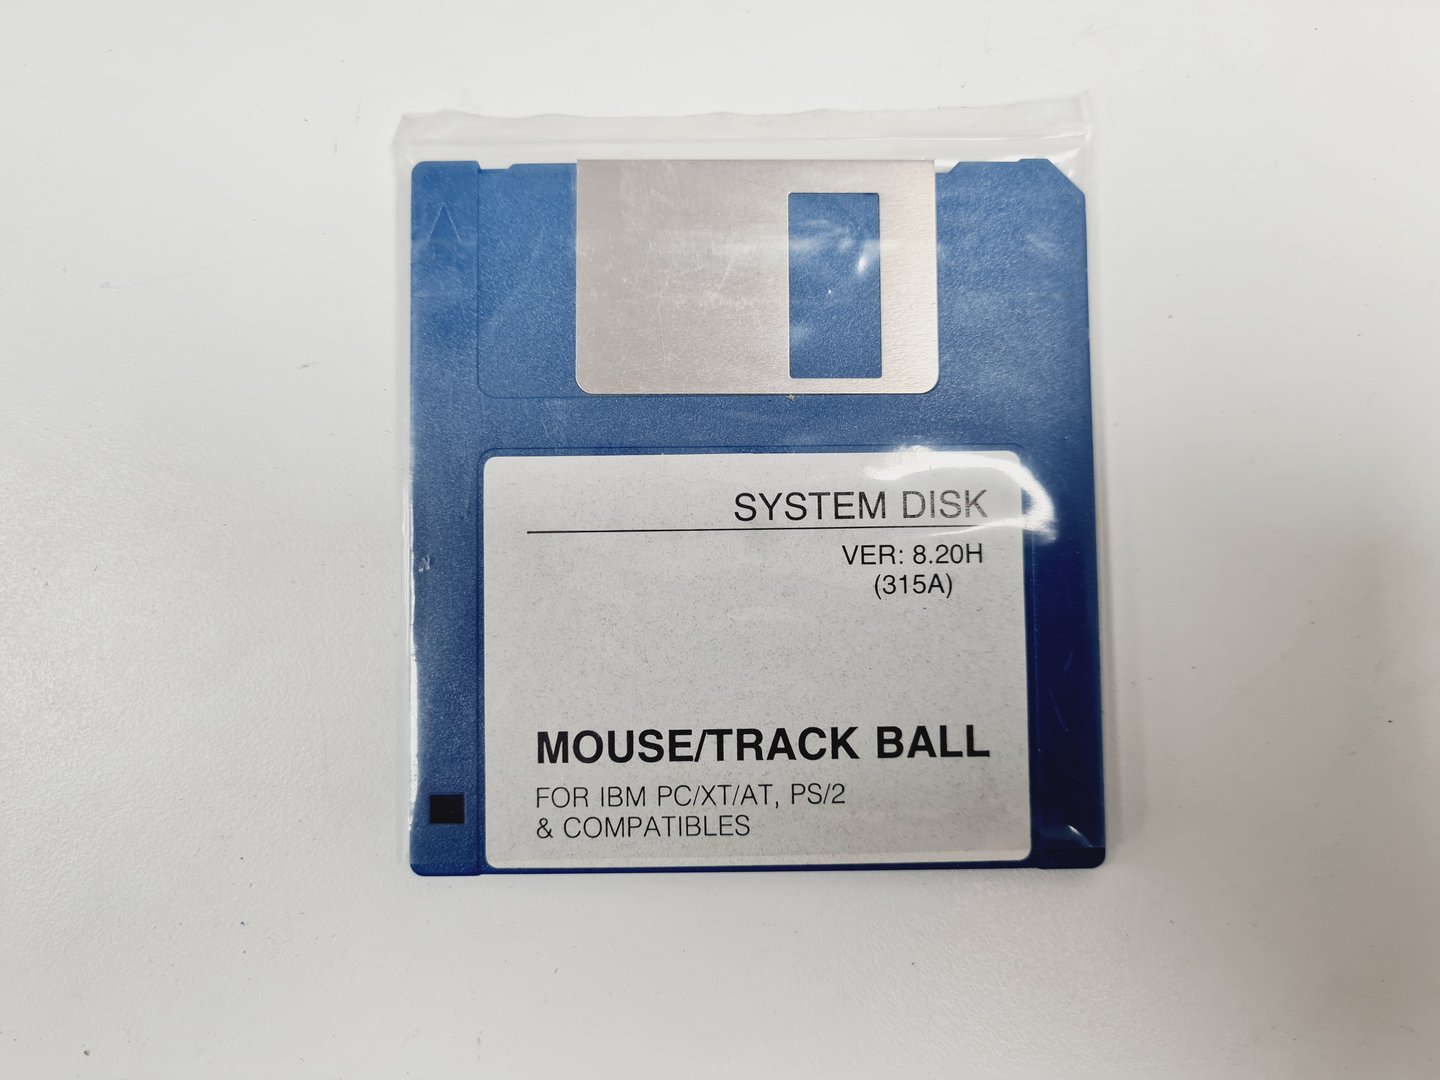 SYSTEM DISK
VER: 8.20H
(315A)
MOUSE/TRACK BALL
FOR IBM PC/XT/AT, PS/2
& COMPATIBLES